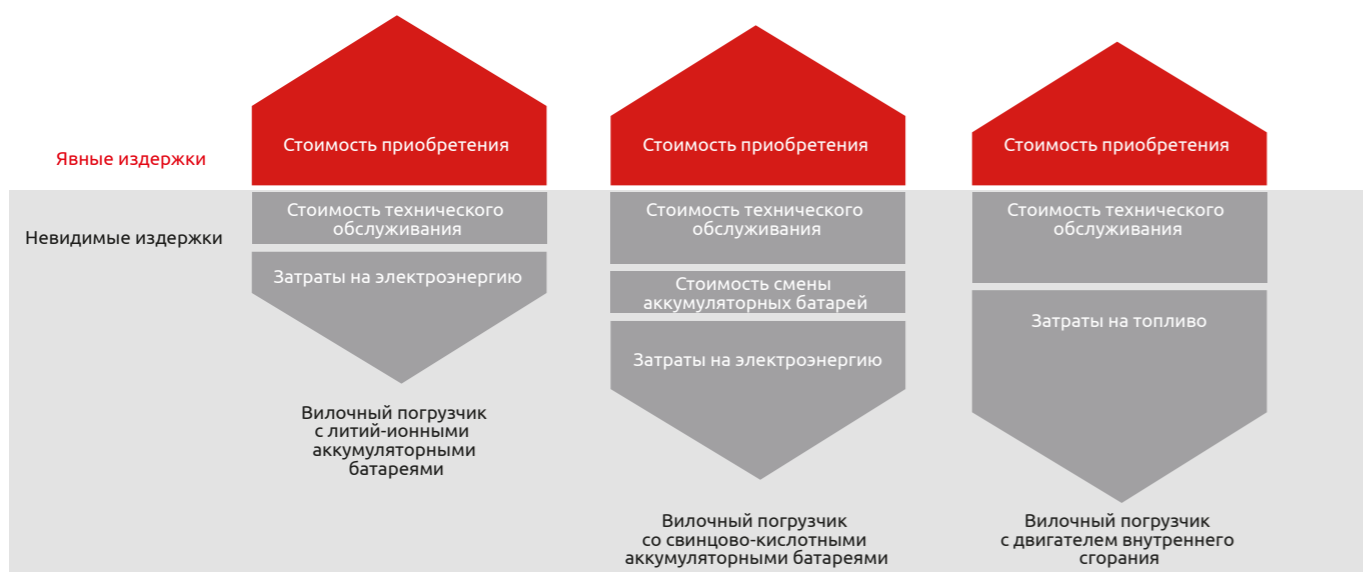 Явные издержки
Невидимые издержки
Стоимость приобретения
Стоимость технического
обслуживания
Затраты на электроэнергию
Вилочный погрузчик
с литий-ионными
аккумуляторными
батареями
Стоимость приобретения
Стоимость технического
обслуживания
Стоимость смены
аккумуляторных батарей
Затраты на электроэнергию
Вилочный погрузчик
со свинцово-кислотными
аккумуляторными батареями
Стоимость приобретения
Стоимость технического
обслуживания
Затраты на топливо
Вилочный погрузчик
с двигателем внутреннего
сгорания